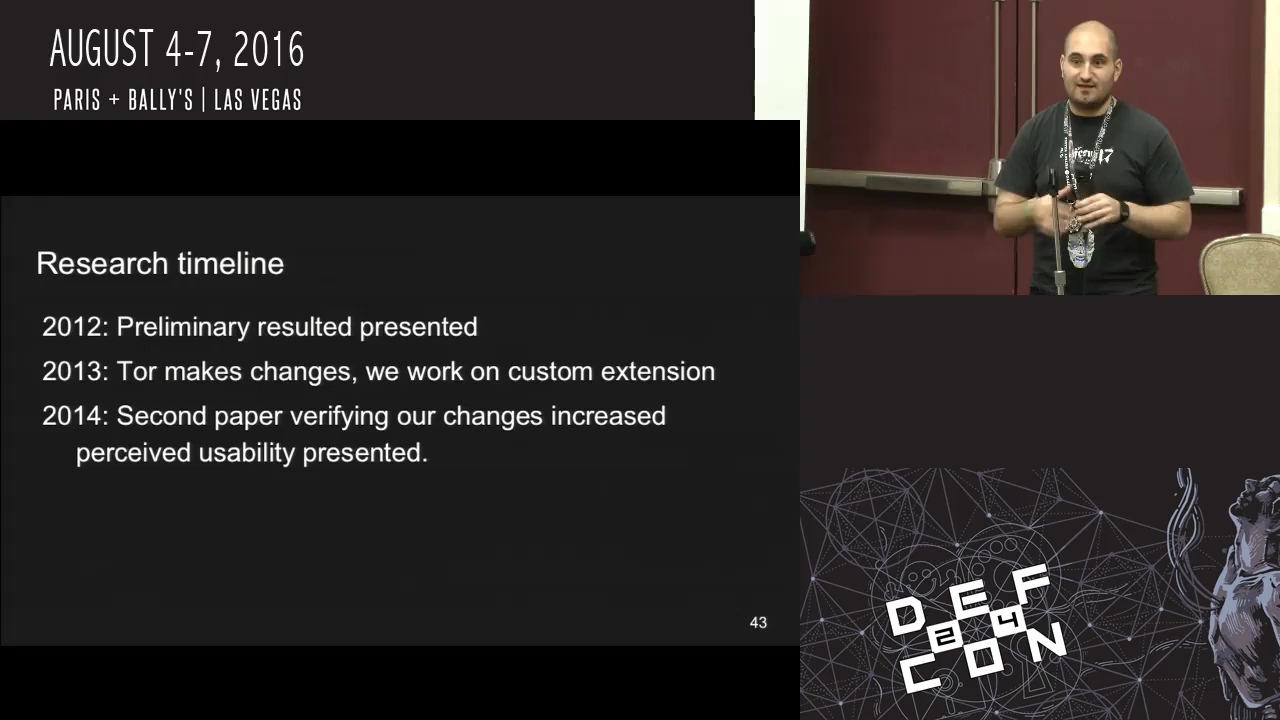 AUGUST 4-7, 2016
PARIS + BALLY'S | LAS VEGAS
Research timeline
2012: Preliminary resulted presented
2013: Tor makes changes, we work on custom extension
2014: Second paper verifying our changes increased
perceived usability presented.
43
DEF
24
CON